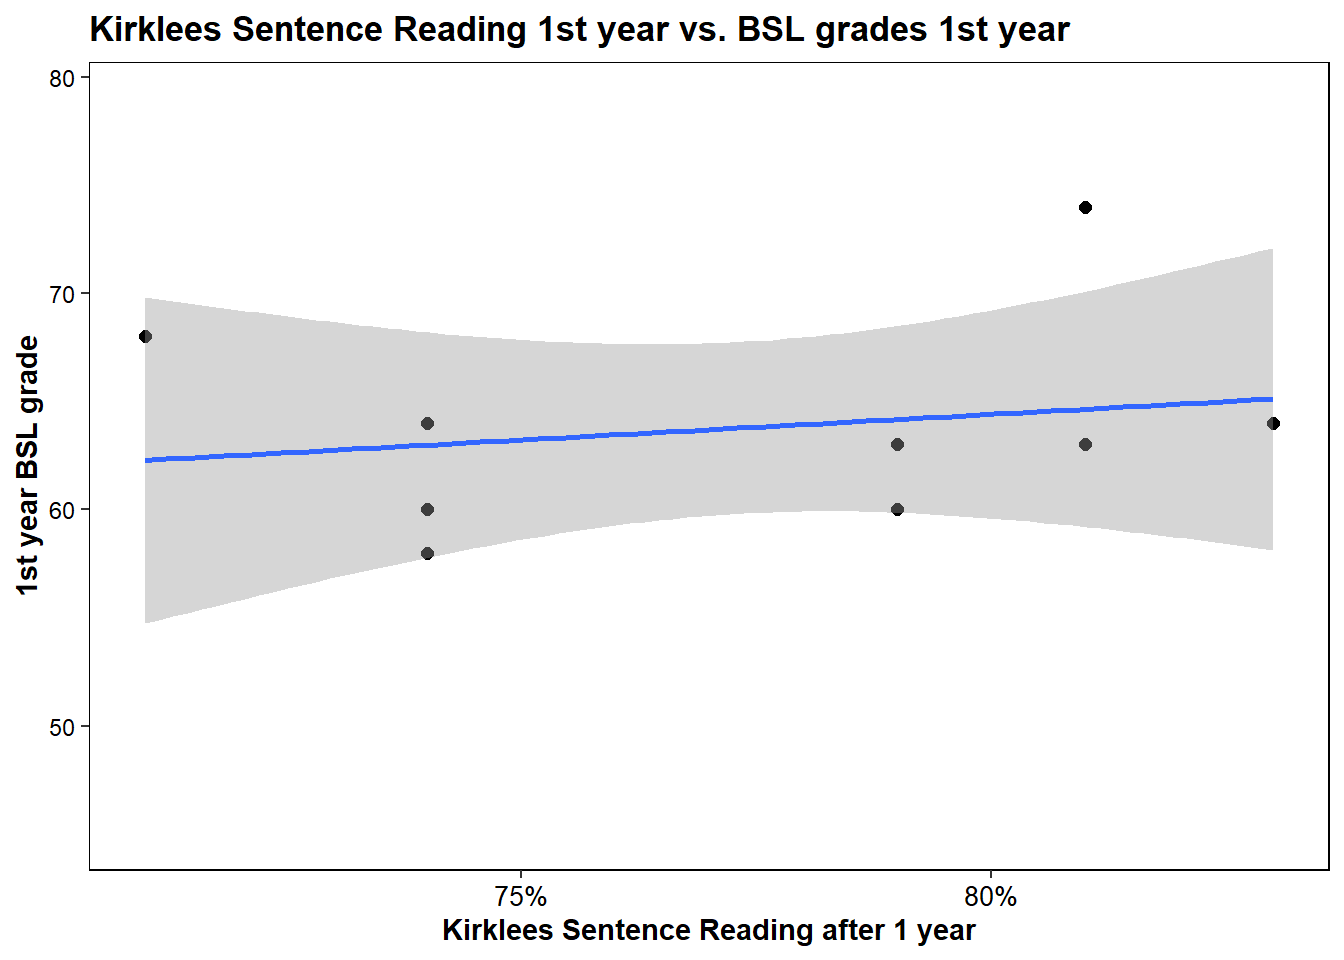 Kirklees Sentence Reading 1st year vs. BSL grades 1st year
80
70
60
50
1st year BSL grade
75% 80%
Kirklees Sentence Reading after 1 year